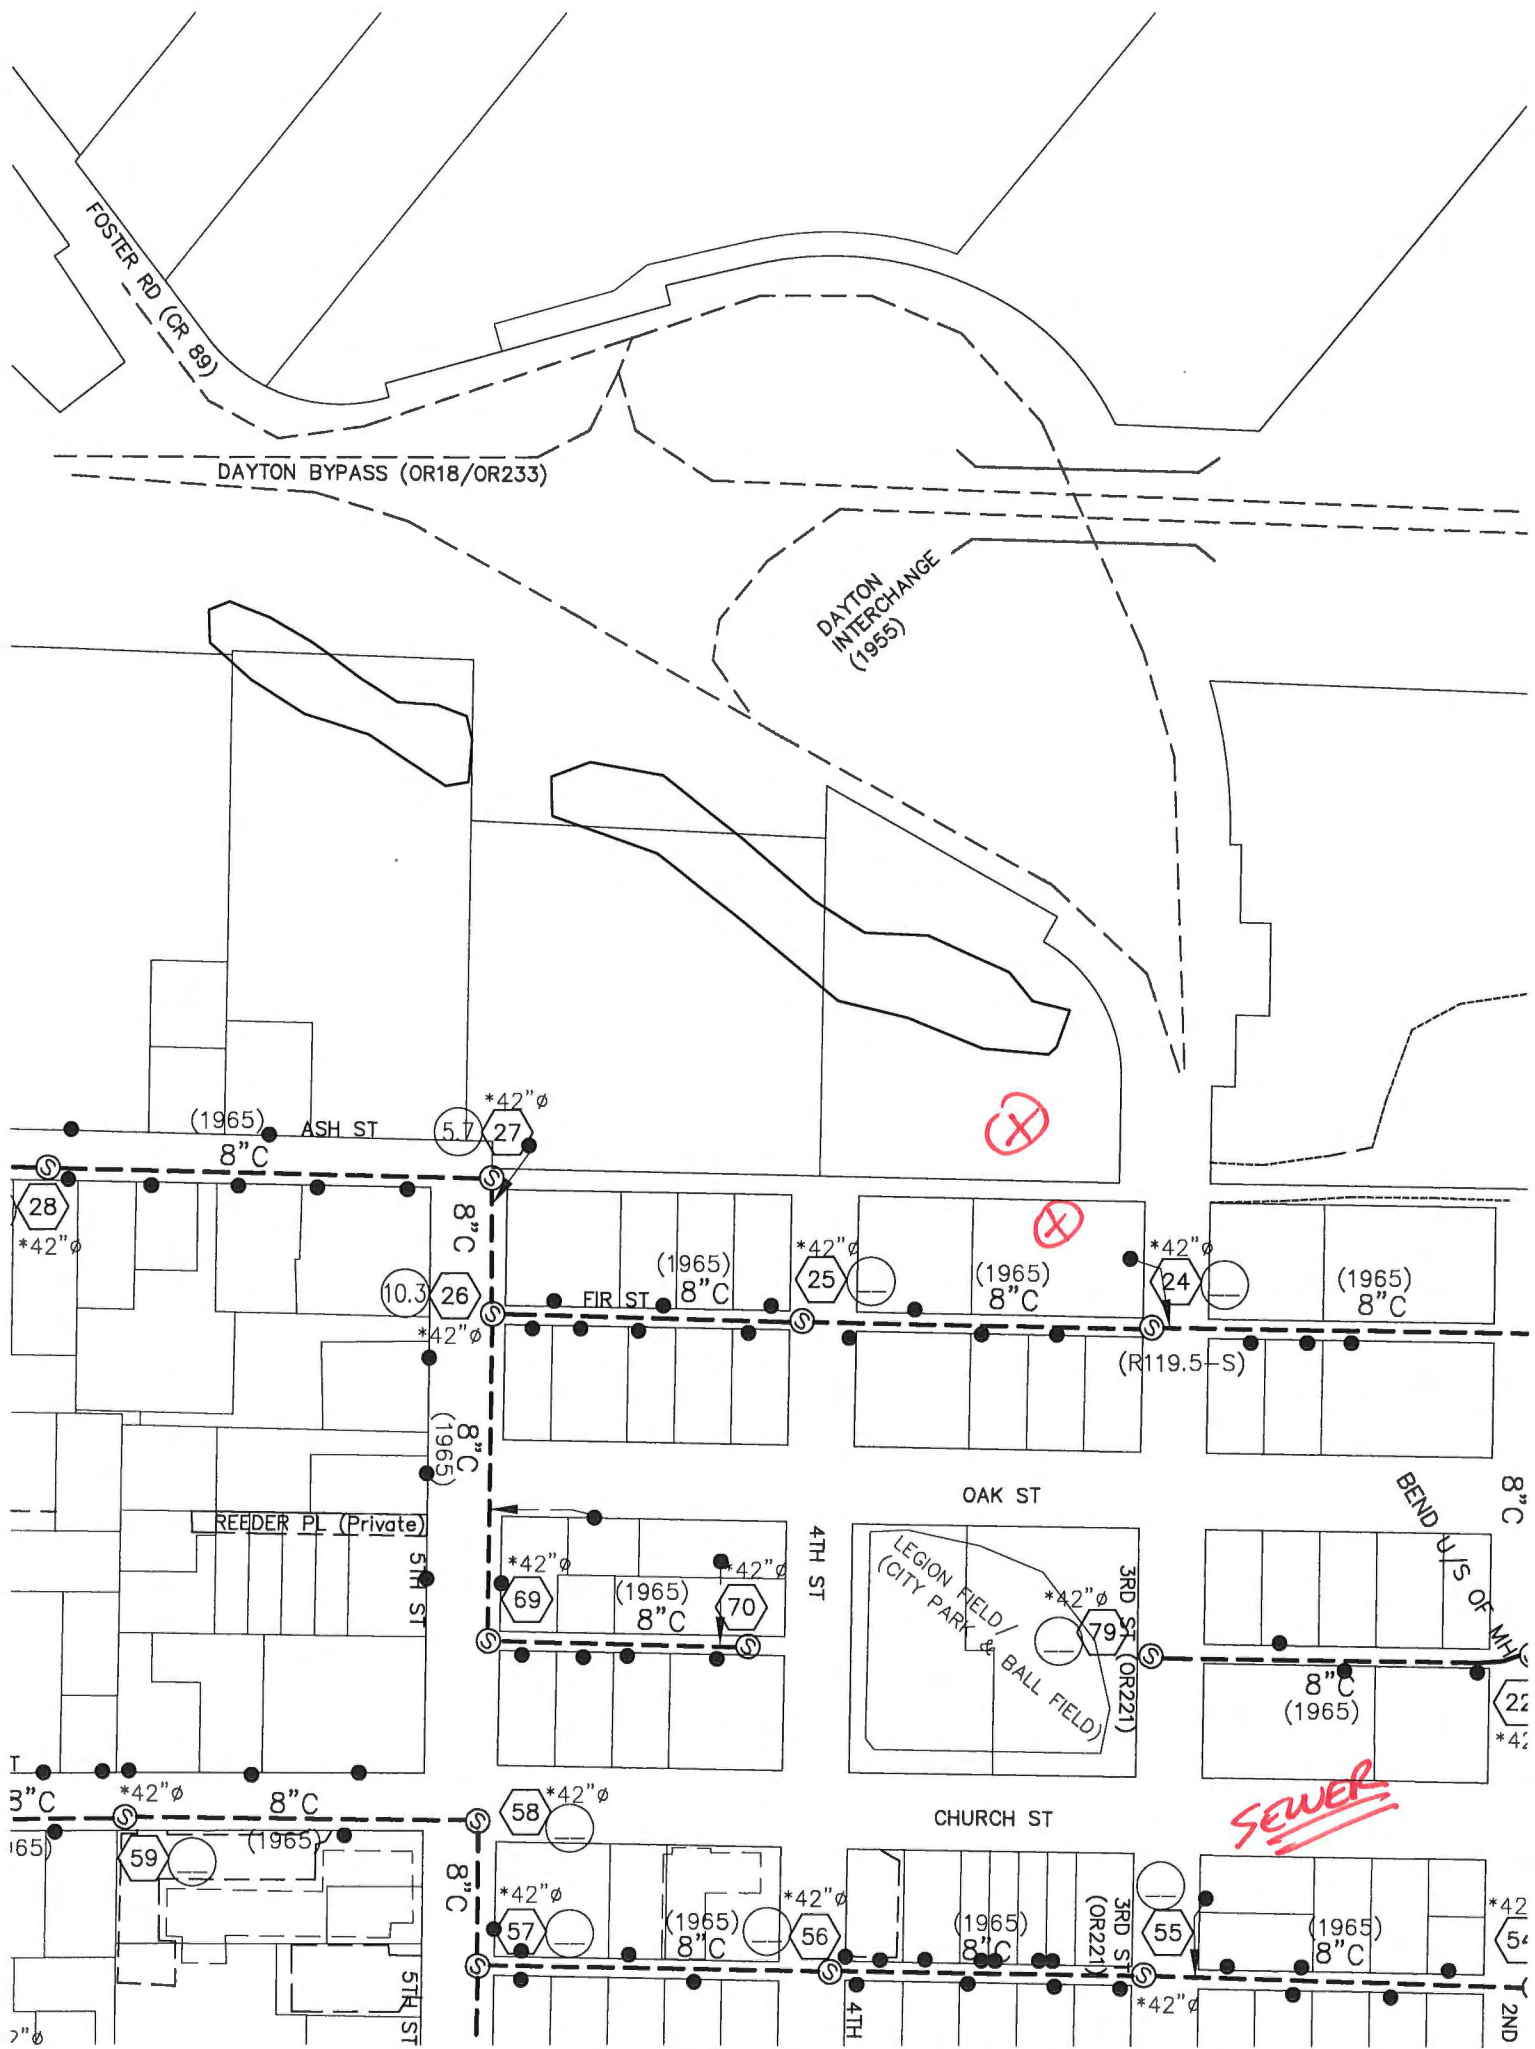 FOSTER RD (CR 89)
DAYTON BYPASS (OR18/OR233)
DAYTON
INTERCHANGE
(1955)
*42"ø
(1965)
ASH ST
5.7
27
8"C
S
S
28
*42"ø
8"C
*42"ø
*42"ø
(1965)
8"C
25
(1965)
8"C
24
(1965)
8"C
10.3
26
FIR ST
*42"ø
S
S
S
(R119.5-S)
8"C
(1965)
OAK ST
BEND U/S OF MH
8"C
REEDER PL (Private)
5TH ST
4TH ST
LEGION FIELD/
(CITY PARK & BALL FIELD)
3RD ST (OR221)
*42"ø
*42"ø
*42"ø
69
(1965)
8"C
70
79
S
S
S
S
8"C
(1965)
22
*42
T
8"C
*42"ø
8"C
*42"ø
58
CHURCH ST
SEWER
S
S
(1965)
59
965)
8"C
*42"ø
57
(1965)
8"C
*42"ø
56
(1965)
8"C
3RD ST
(OR221)
55
(1965)
8"C
*42
54
S
S
S
*42"ø
5TH ST
4TH
2ND
2"ø